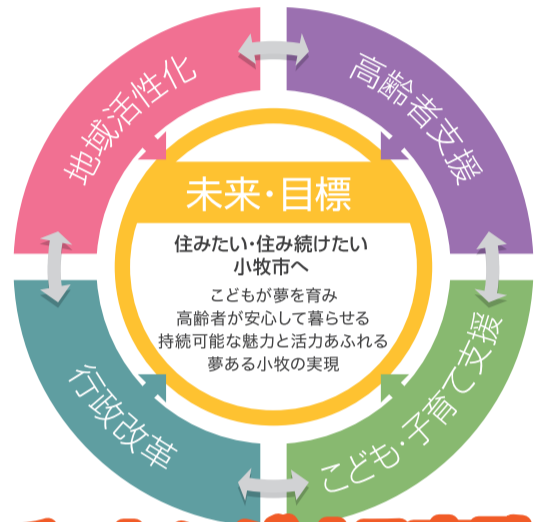 地域活性化
高齢者支援
未来・目標
住みたい・住み続けたい
小牧市へ
こどもが夢を育み
高齢者が安心して暮らせる
持続可能な魅力と活力あふれる
夢ある小牧の実現
行政改革
こども・子育て支援